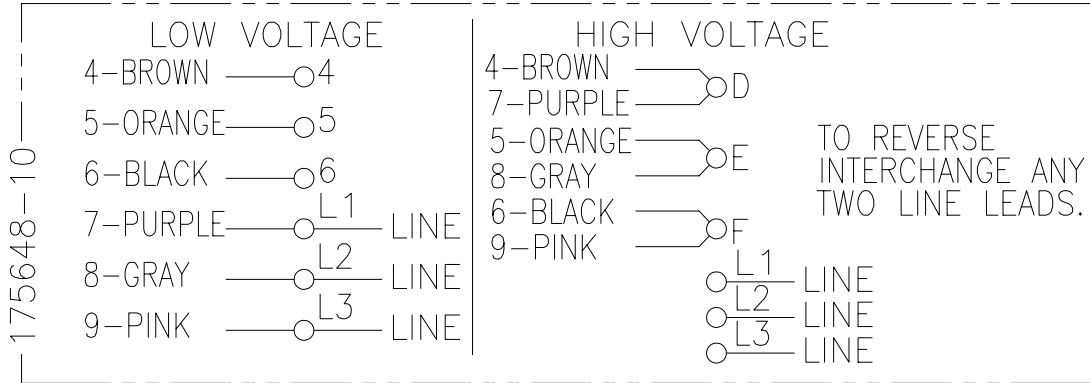 175648-10
LOW VOLTAGE
4-BROWN 4
5-ORANGE 5
6-BLACK 6
7-PURPLE L1 LINE
8-GRAY L2 LINE
9-PINK L3 LINE
HIGH VOLTAGE
4-BROWN
7-PURPLE
D
5-ORANGE
8-GRAY
E
6-BLACK
9-PINK
F
L1 LINE
L2 LINE
L3 LINE
TO REVERSE
INTERCHANGE ANY
TWO LINE LEADS.